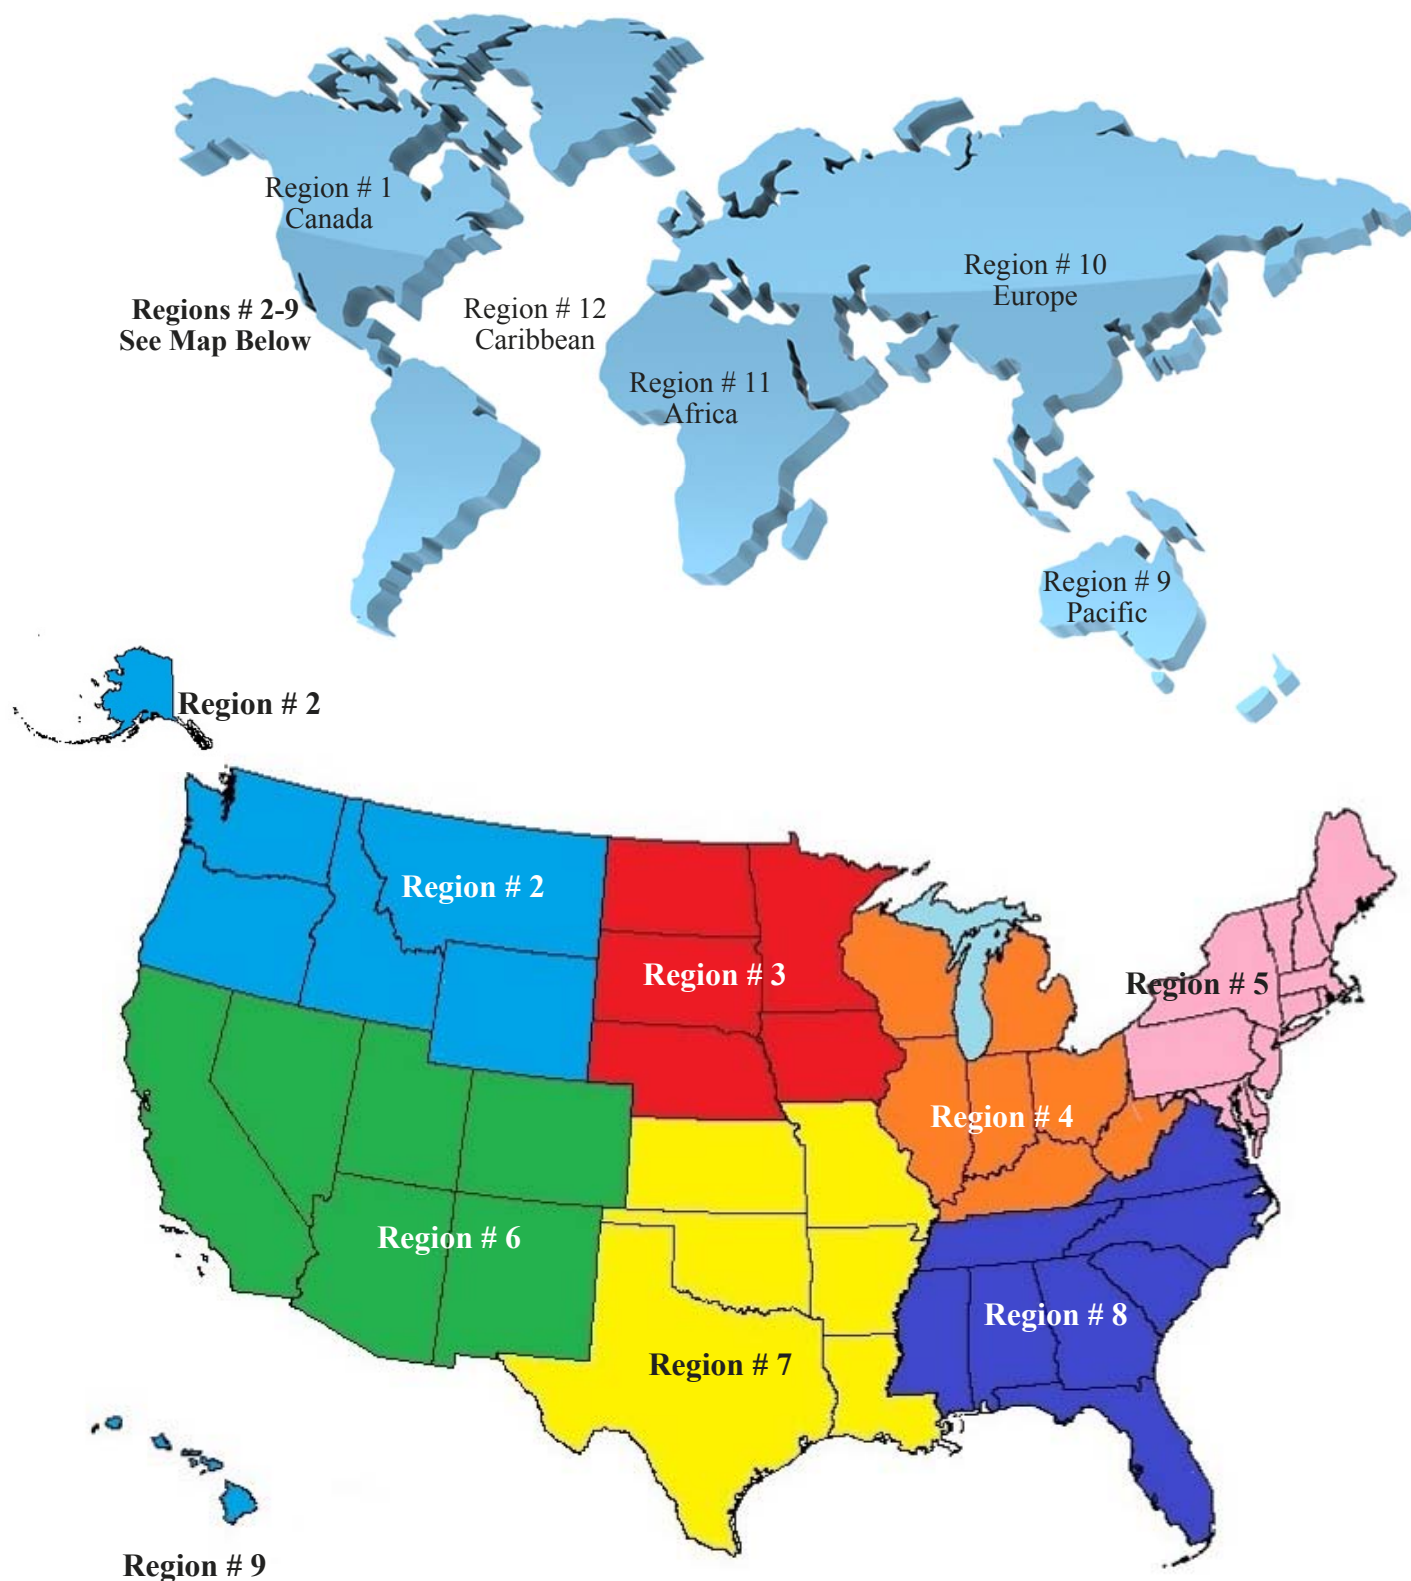 Region # 1
Canada
Region # 10
Europe
Regions # 2-9
See Map Below
Region # 12
Caribbean
Region # 11
Africa
Region # 9
Pacific
Region # 2
Region # 2
Region # 3
Region # 5
Region # 4
Region # 6
Region # 8
Region # 7
Region # 9